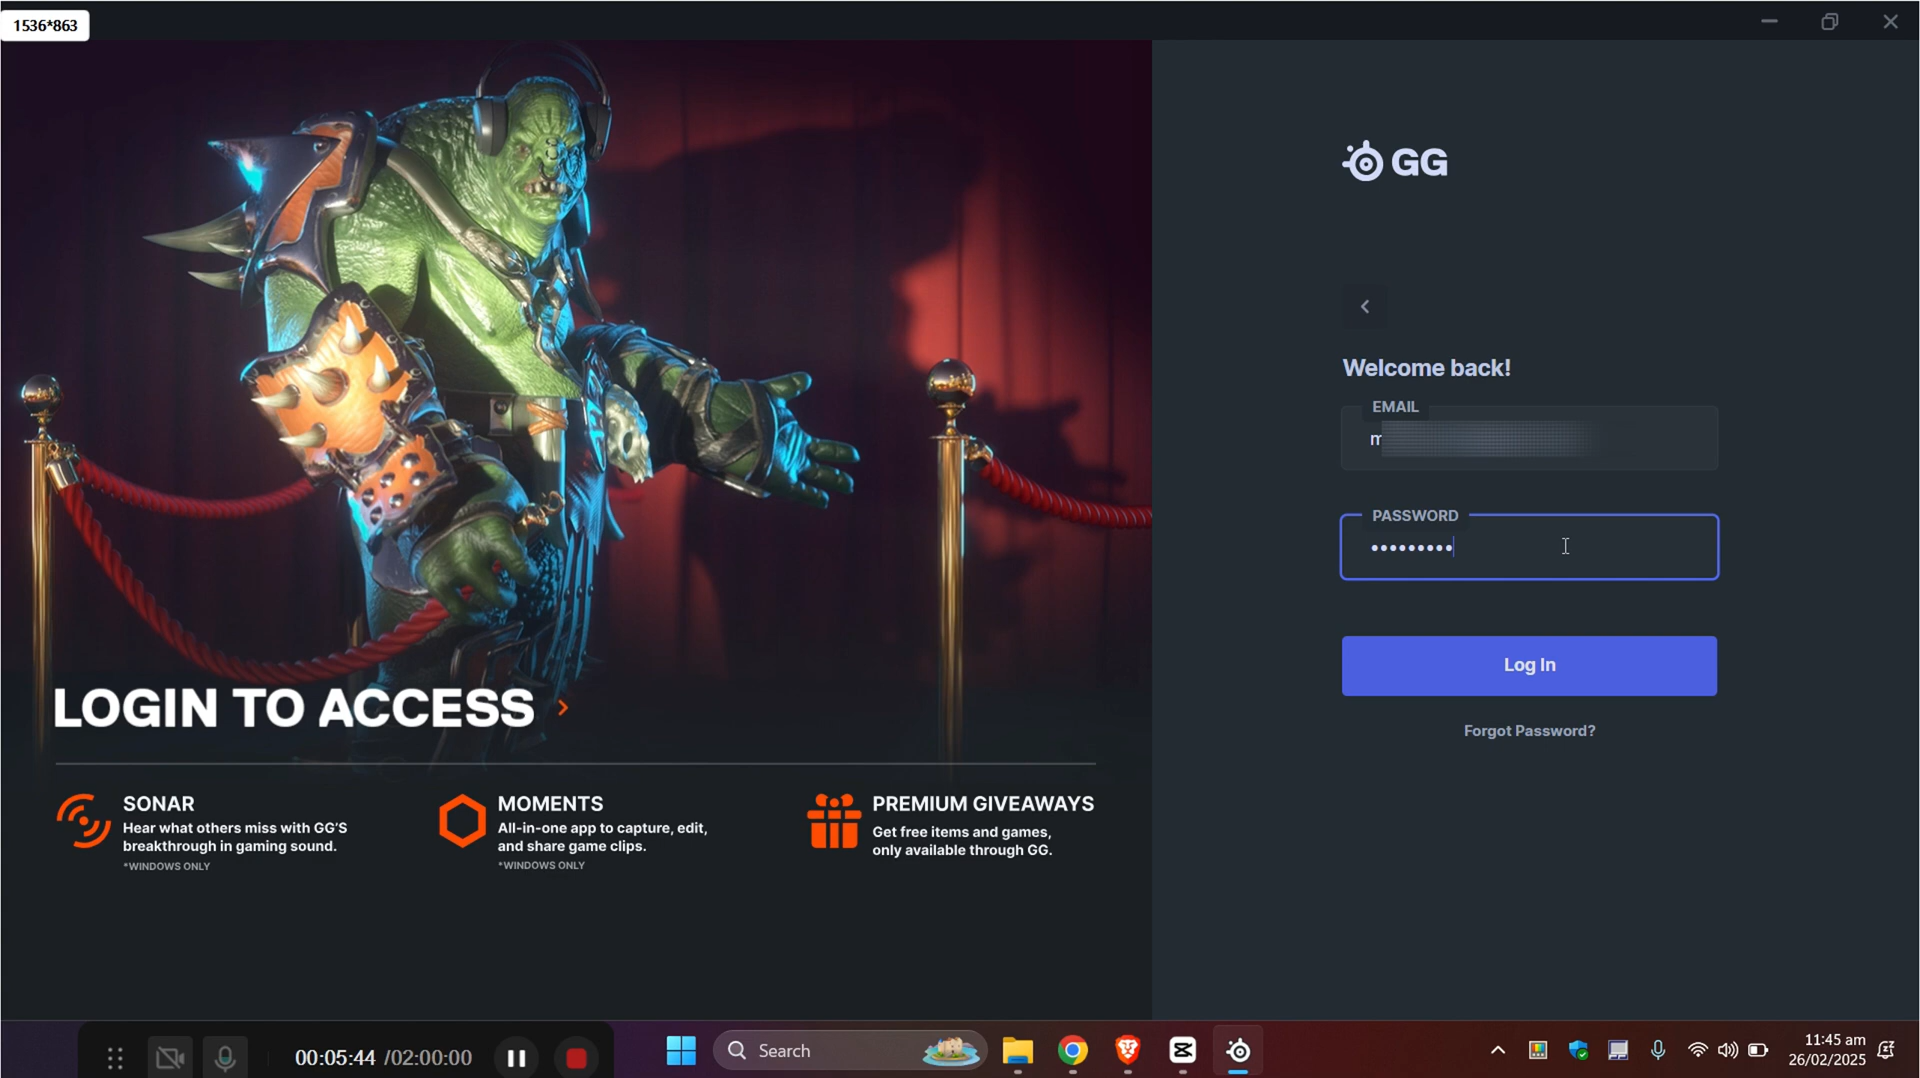 1536*863
GG
Welcome back!
EMAIL
m
PASSWORD
•••••••••
Log In
Forgot Password?
LOGIN TO ACCESS
SONAR
Hear what others miss with GG'S
breakthrough in gaming sound.
*WINDOWS ONLY
MOMENTS
All-in-one app to capture, edit,
and share game clips.
*WINDOWS ONLY
PREMIUM GIVEAWAYS
Get free items and games,
only available through GG.
00:05:44 /02:00:00
Search
11:45 am
26/02/2025